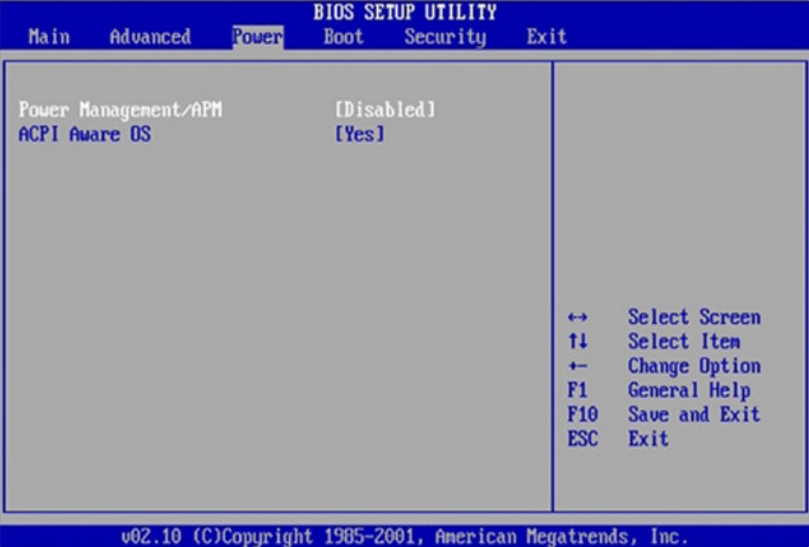 BIOS SETUP UTILITY
Main Advanced Power Boot Security Exit
Power Management/APM [Disabled]
ACPI Aware OS [Yes]
↔ Select Screen
↑↓ Select Item
+- Change Option
F1 General Help
F10 Save and Exit
ESC Exit
v02.10 (C)Copyright 1985-2001, American Megatrends, Inc.